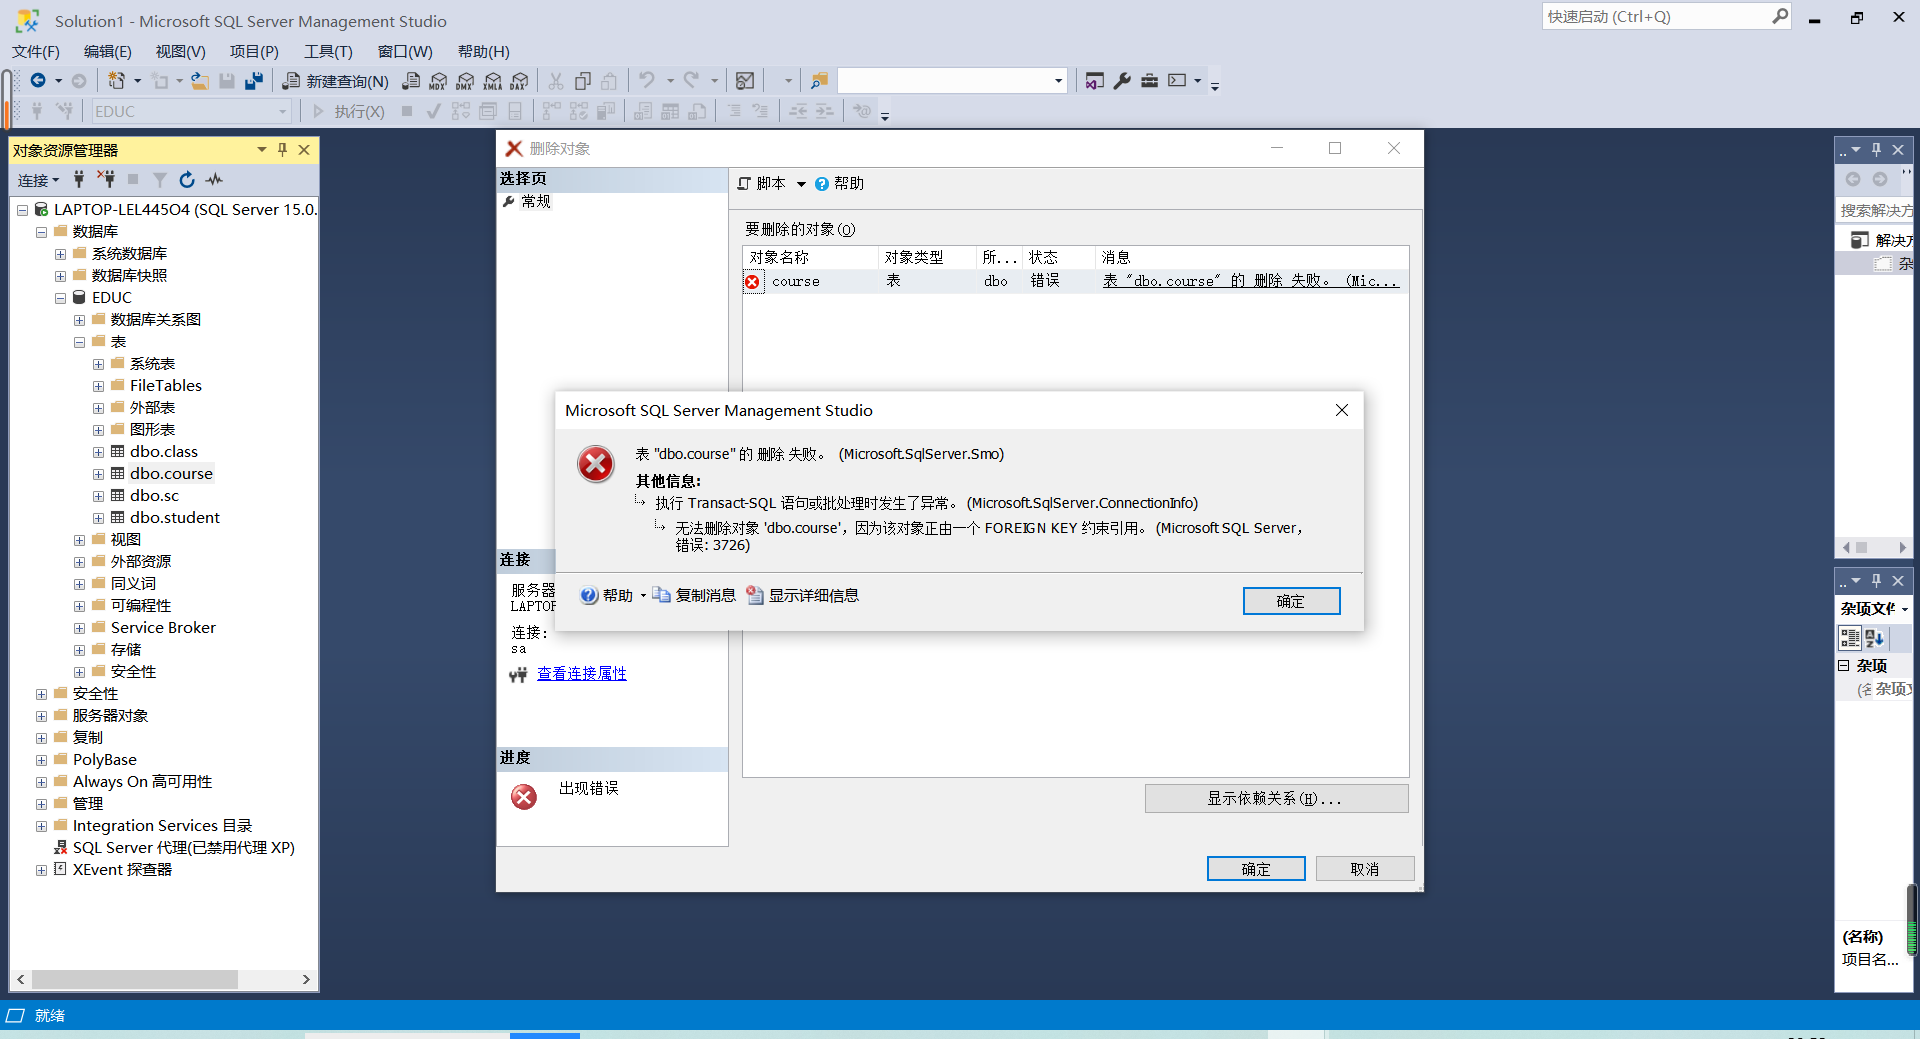 Solution1 - Microsoft SQL Server Management Studio
快速启动 (Ctrl+Q)
文件(F) 编辑(E) 视图(V) 项目(P) 工具(T) 窗口(W) 帮助(H)
新建查询(N) MDX DMX XMLA DAX
EDUC 执行(X)
对象资源管理器
连接
LAPTOP-LEL445O4 (SQL Server 15.0.
数据库
系统数据库
数据库快照
EDUC
数据库关系图
表
系统表
FileTables
外部表
图形表
dbo.class
dbo.course
dbo.sc
dbo.student
视图
外部资源
同义词
可编程性
Service Broker
存储
安全性
安全性
服务器对象
复制
PolyBase
Always On 高可用性
管理
Integration Services 目录
SQL Server 代理(已禁用代理 XP)
XEvent 探查器
删除对象
选择页
常规
脚本 帮助
要删除的对象(O)
对象名称 对象类型 所... 状态 消息
course 表 dbo 错误 表 "dbo.course" 的 删除 失败。 (Mic...
Microsoft SQL Server Management Studio
表 "dbo.course" 的 删除 失败。 (Microsoft.SqlServer.Smo)
其他信息:
执行 Transact-SQL 语句或批处理时发生了异常。 (Microsoft.SqlServer.ConnectionInfo)
无法删除对象 'dbo.course'，因为该对象正由一个 FOREIGN KEY 约束引用。 (Microsoft SQL Server，
错误: 3726)
帮助 复制消息 显示详细信息
确定
连接
服务器
LAPTOP
连接:
sa
查看连接属性
进度
出现错误
显示依赖关系(H)...
确定 取消
..
搜索解决方
解决方
杂
..
杂项文件
杂项
(名 杂项文
(名称)
项目名...
就绪